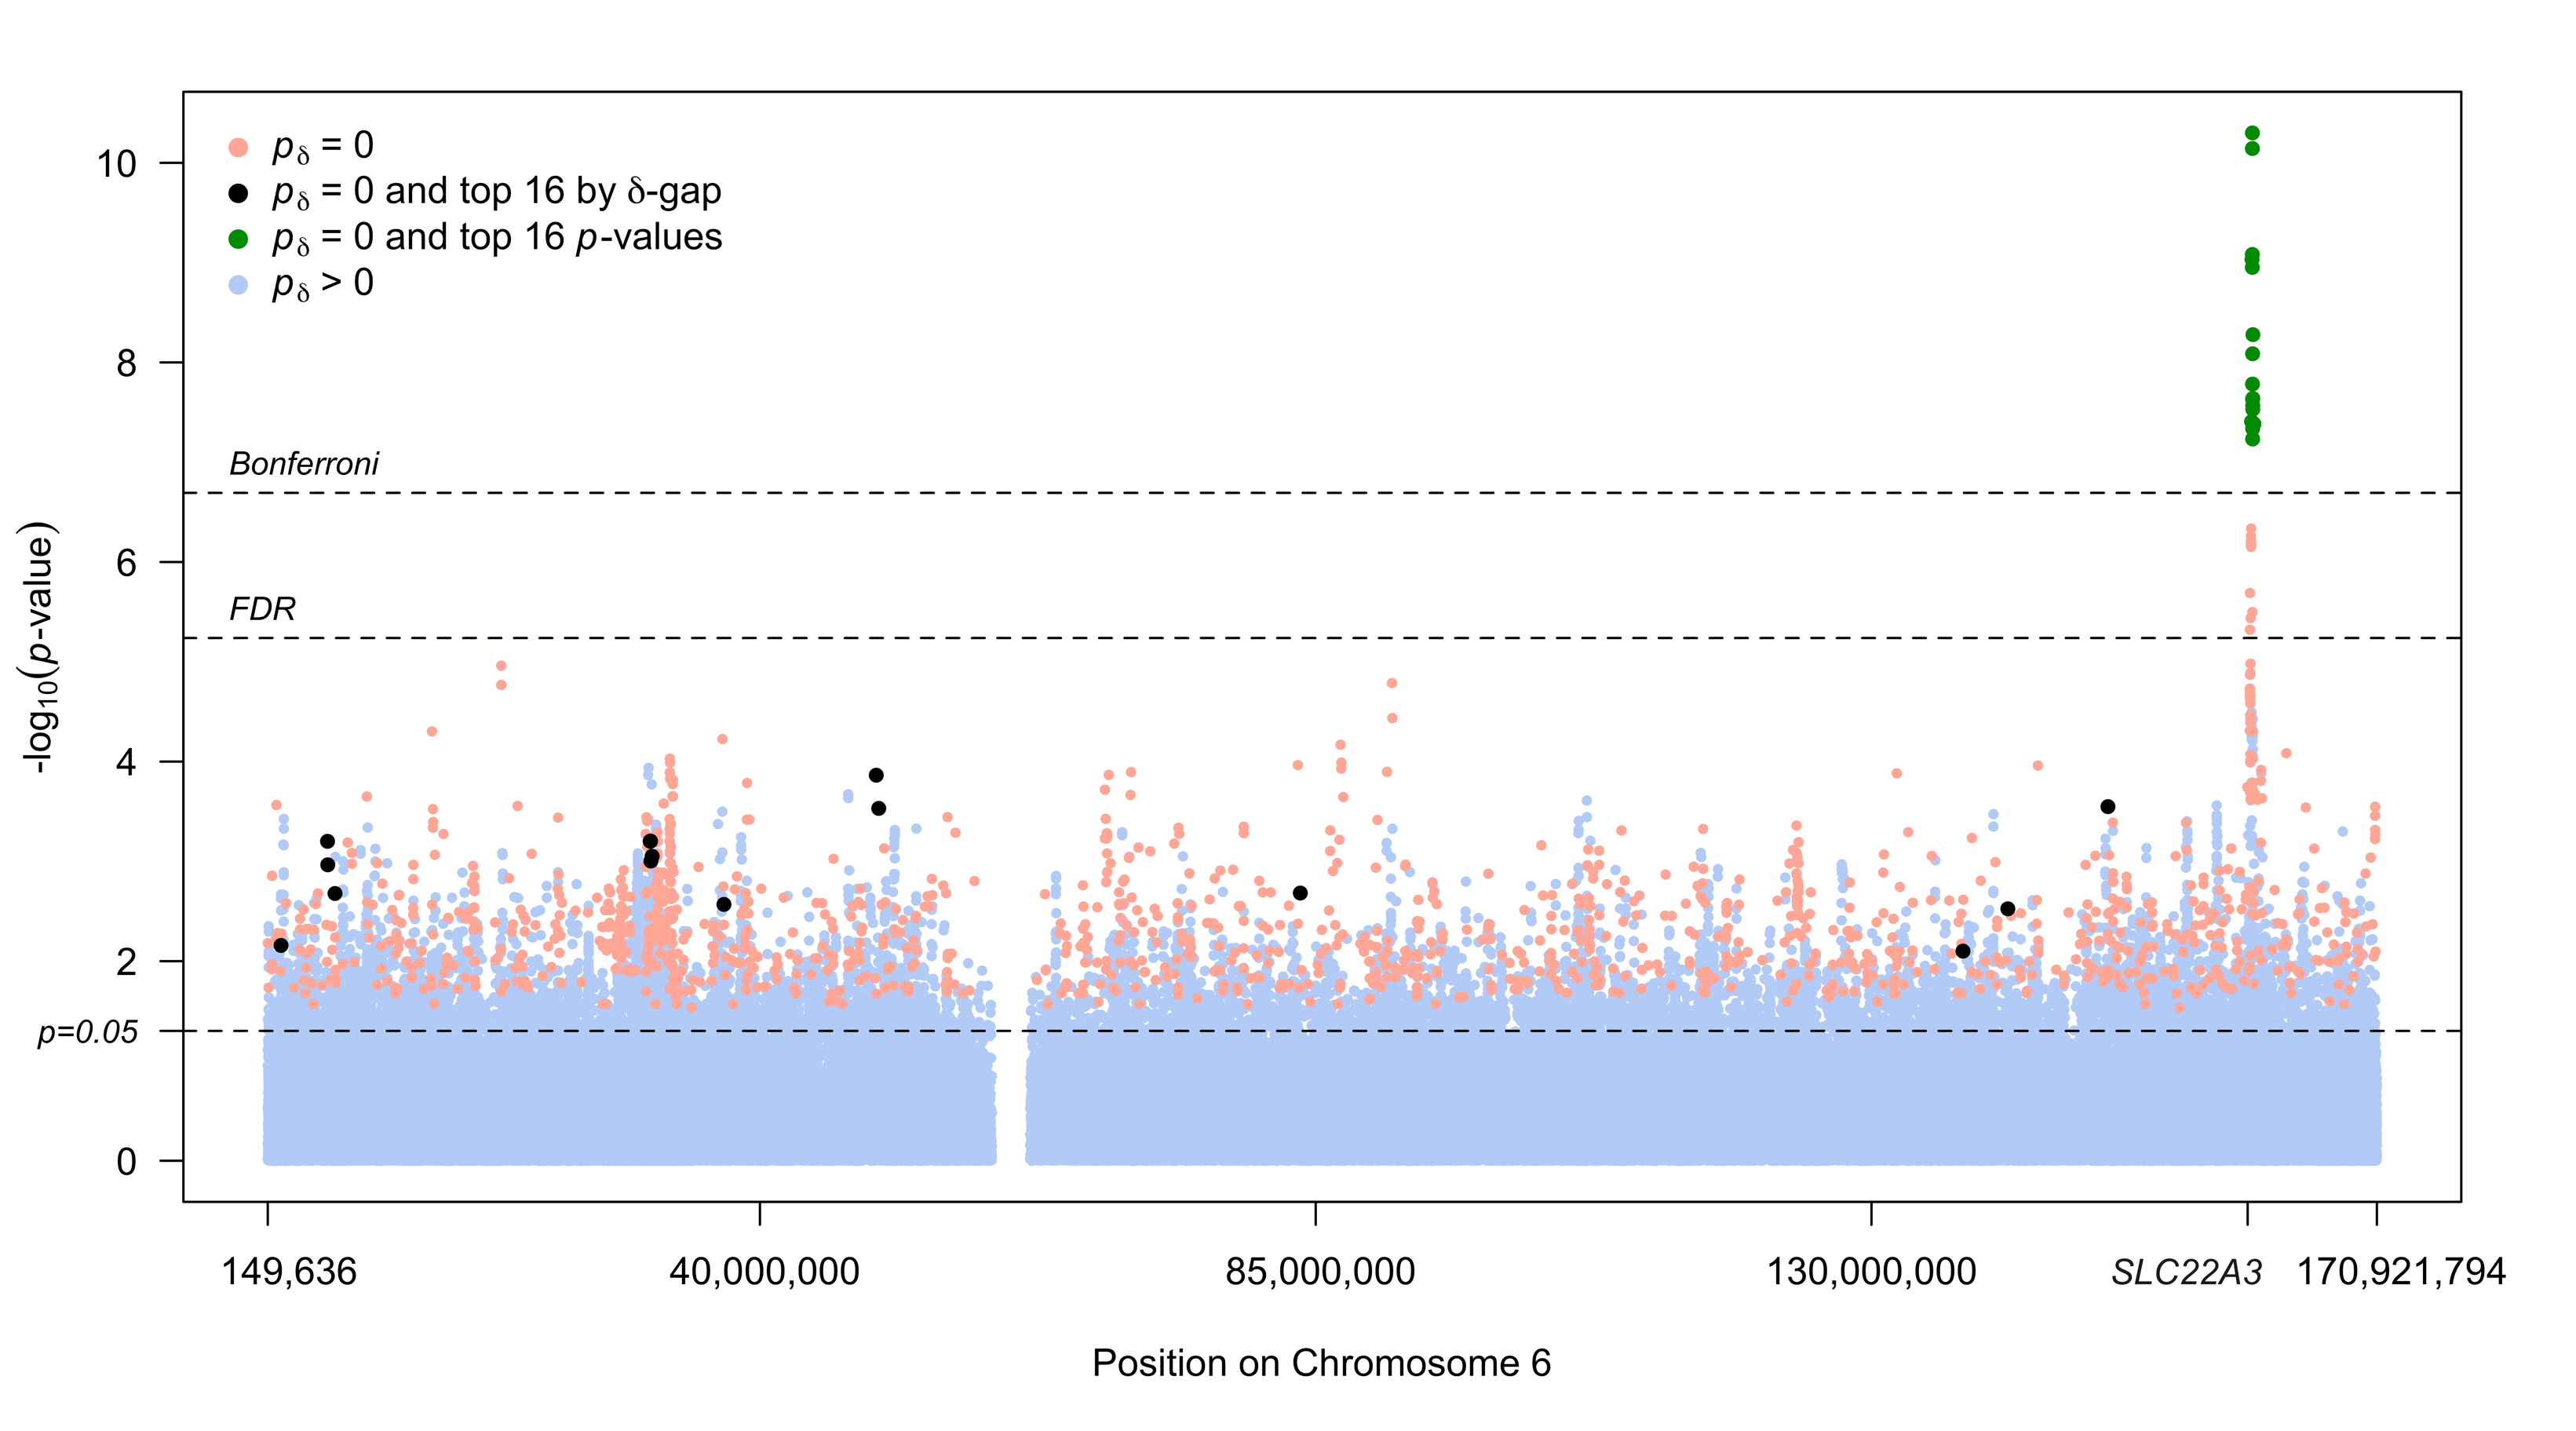 pδ = 0
pδ = 0 and top 16 by δ-gap
pδ = 0 and top 16 p-values
pδ > 0
10
8
6
4
2
p=0.05
0
Bonferroni
FDR
-log10(p-value)
149,636 40,000,000 85,000,000 130,000,000 SLC22A3 170,921,794
Position on Chromosome 6